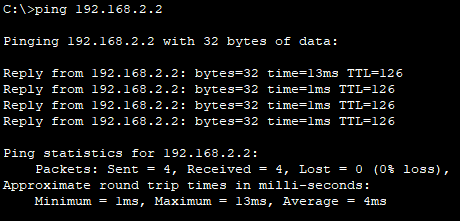 C:\>ping 192.168.2.2
Pinging 192.168.2.2 with 32 bytes of data:
Reply from 192.168.2.2: bytes=32 time=13ms TTL=126
Reply from 192.168.2.2: bytes=32 time=1ms TTL=126
Reply from 192.168.2.2: bytes=32 time=1ms TTL=126
Reply from 192.168.2.2: bytes=32 time=1ms TTL=126
Ping statistics for 192.168.2.2:
    Packets: Sent = 4, Received = 4, Lost = 0 (0% loss),
Approximate round trip times in milli-seconds:
    Minimum = 1ms, Maximum = 13ms, Average = 4ms